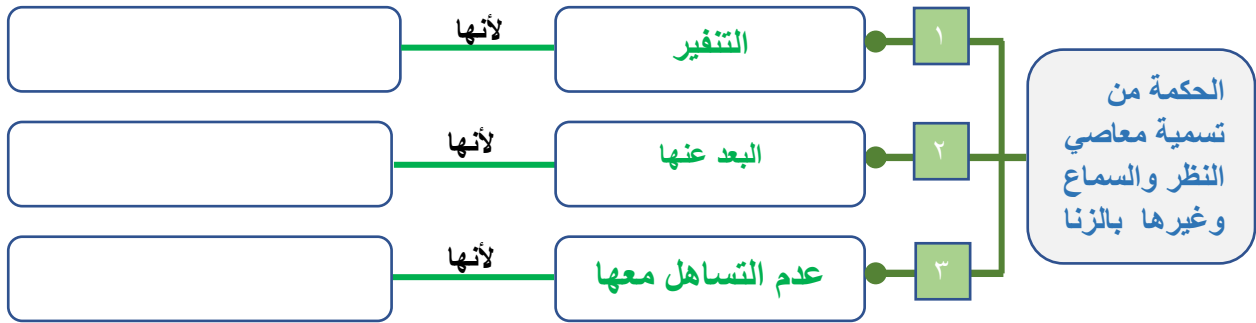 الحكمة من
تسمية معاصي
النظر والسماع
وغيرها بالزنا
١
التنفير
لأنها
٢
البعد عنها
لأنها
٣
عدم التساهل معها
لأنها